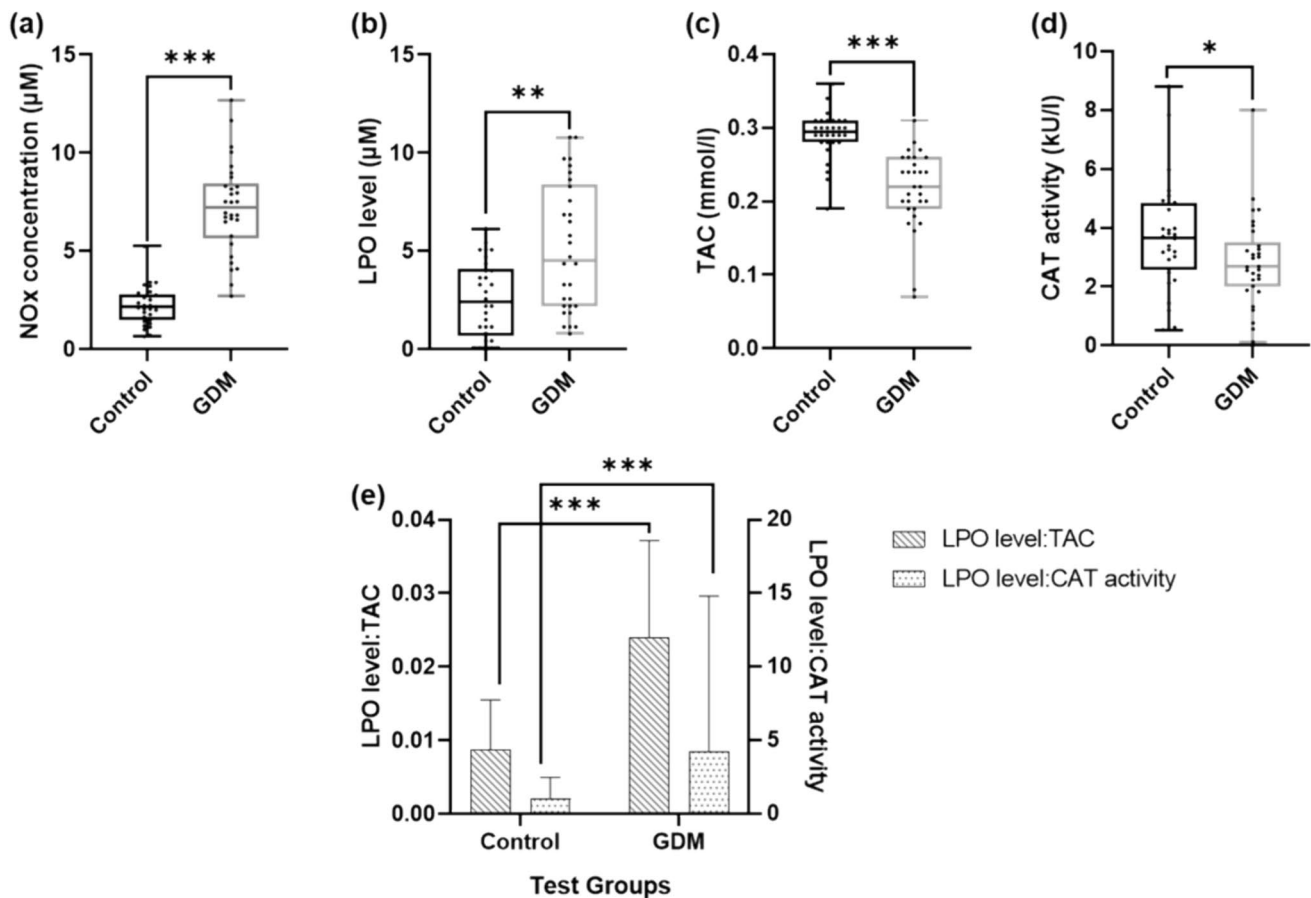 (a)
NOx concentration (μM)
15
10
5
0
***
Control
GDM
(b)
LPO level (μM)
15
10
5
0
**
Control
GDM
(c)
TAC (mmol/l)
0.4
0.3
0.2
0.1
0.0
***
Control
GDM
(d)
CAT activity (kU/l)
10
8
6
4
2
0
*
Control
GDM
(e)
LPO level:TAC
0.04
0.03
0.02
0.01
0.00
***
***
20
15
10
5
0
LPO level:CAT activity
Control
GDM
Test Groups
LPO level:TAC
LPO level:CAT activity